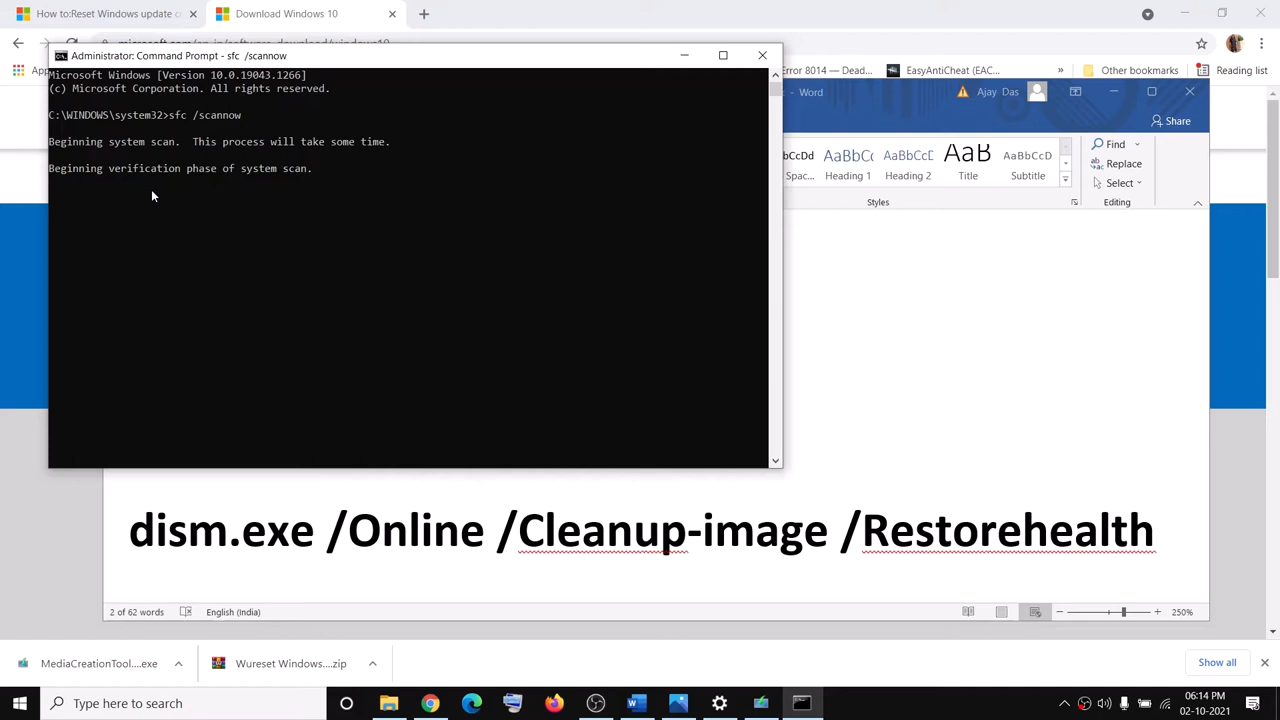 How to:Reset Windows update c
Download Windows 10
Administrator: Command Prompt - sfc  /scannow
App
Error 8014 — Dead...
EasyAntiCheat (EAC...
»
Other bookmarks
Reading list
Microsoft Windows [Version 10.0.19043.1266]
(c) Microsoft Corporation. All rights reserved.
C:\WINDOWS\system32>sfc /scannow
Beginning system scan.  This process will take some time.
Beginning verification phase of system scan.
- Word
Ajay Das
Share
bCcDd AaBbCc AaBbCcD AaB AaBbCcD
Spac... Heading 1 Heading 2 Title Subtitle
Styles
Find
Replace
Select
Editing
dism.exe /Online /Cleanup-image /Restorehealth
2 of 62 words
English (India)
250%
MediaCreationTool....exe
Wureset Windows....zip
Show all
Type here to search
06:14 PM
02-10-2021